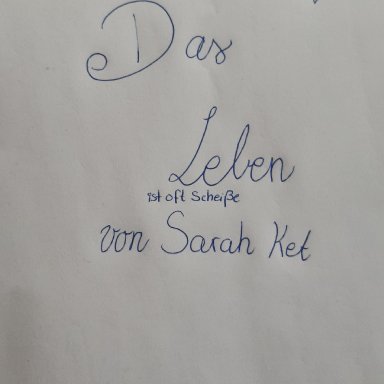 Das
Leben
ist oft Scheiße
von Sarah Ket